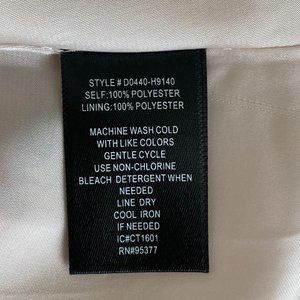 STYLE # D0440-H9140
SELF:100% POLYESTER
LINING:100% POLYESTER
MACHINE WASH COLD
WITH LIKE COLORS
GENTLE CYCLE
USE NON-CHLORINE
BLEACH DETERGENT WHEN
NEEDED
LINE DRY
COOL IRON
IF NEEDED
IC#CT1601
RN#95377